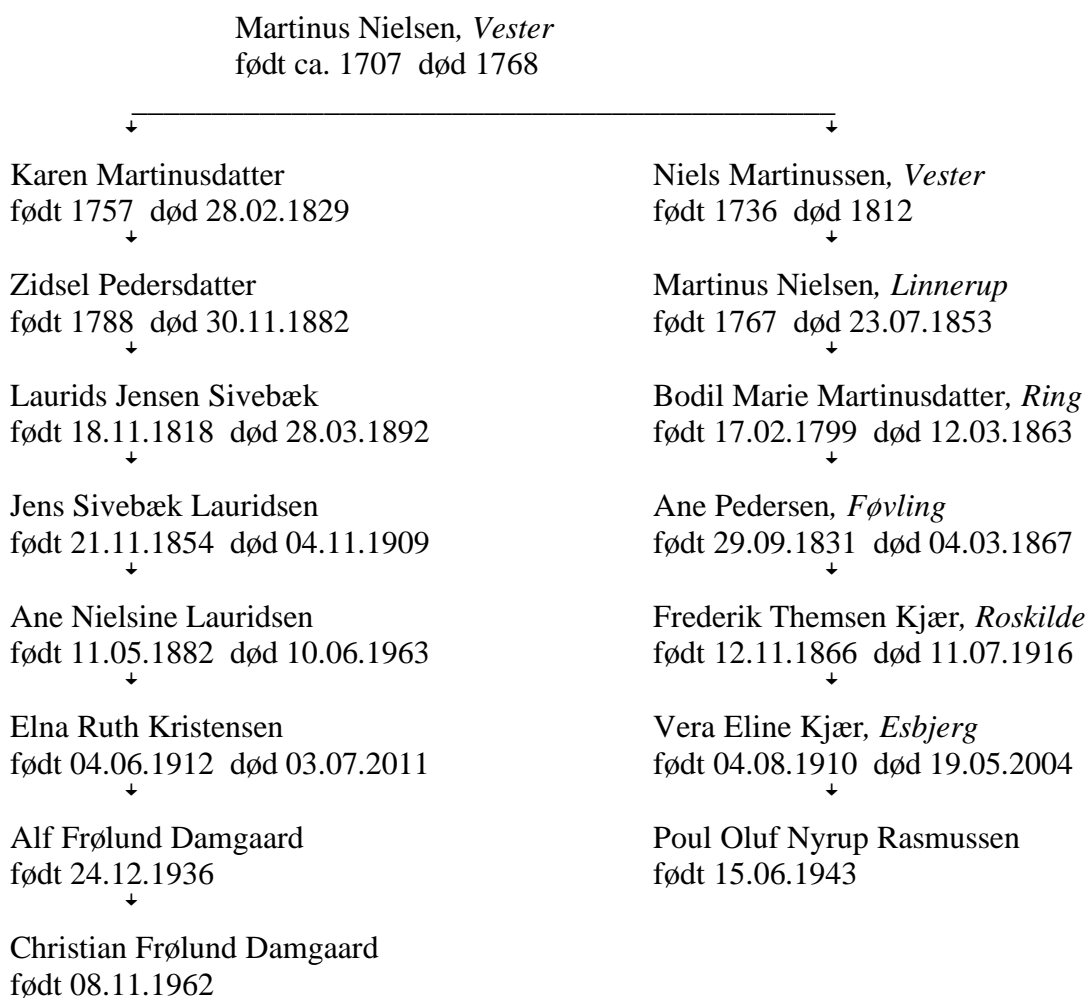 Martinus Nielsen, Vester
født ca. 1707  død 1768
Karen Martinusdatter
født 1757  død 28.02.1829
Zidsel Pedersdatter
født 1788  død 30.11.1882
Laurids Jensen Sivebæk
født 18.11.1818  død 28.03.1892
Jens Sivebæk Lauridsen
født 21.11.1854  død 04.11.1909
Ane Nielsine Lauridsen
født 11.05.1882  død 10.06.1963
Elna Ruth Kristensen
født 04.06.1912  død 03.07.2011
Alf Frølund Damgaard
født 24.12.1936
Christian Frølund Damgaard
født 08.11.1962
Niels Martinussen, Vester
født 1736  død 1812
Martinus Nielsen, Linnerup
født 1767  død 23.07.1853
Bodil Marie Martinusdatter, Ring
født 17.02.1799  død 12.03.1863
Ane Pedersen, Føvling
født 29.09.1831  død 04.03.1867
Frederik Themsen Kjær, Roskilde
født 12.11.1866  død 11.07.1916
Vera Eline Kjær, Esbjerg
født 04.08.1910  død 19.05.2004
Poul Oluf Nyrup Rasmussen
født 15.06.1943